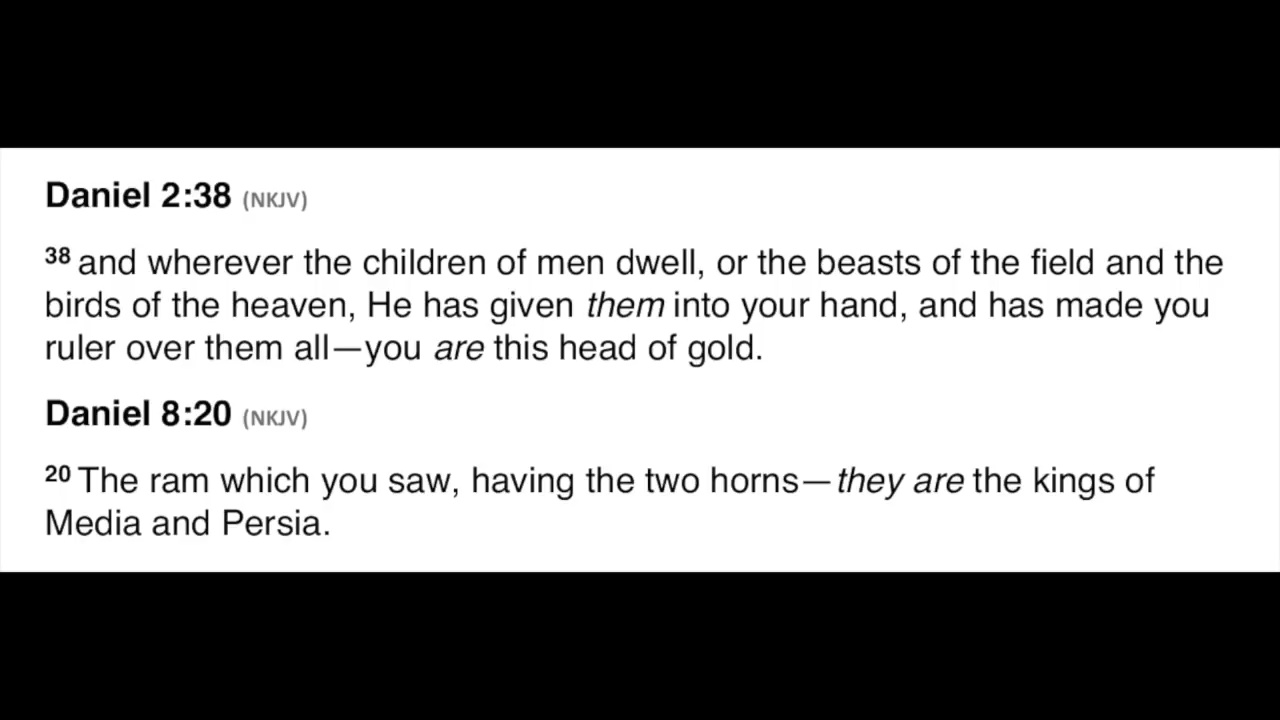 Daniel 2:38 (NKJV)
38 and wherever the children of men dwell, or the beasts of the field and the
birds of the heaven, He has given them into your hand, and has made you
ruler over them all—you are this head of gold.
Daniel 8:20 (NKJV)
20 The ram which you saw, having the two horns—they are the kings of
Media and Persia.